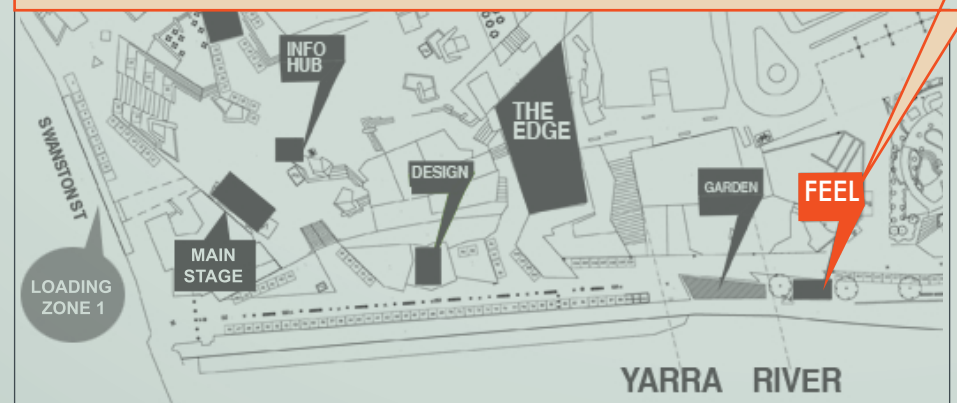 INFO
HUB
THE
EDGE
SWANSTON ST
DESIGN
GARDEN
FEEL
MAIN
STAGE
LOADING
ZONE 1
YARRA RIVER